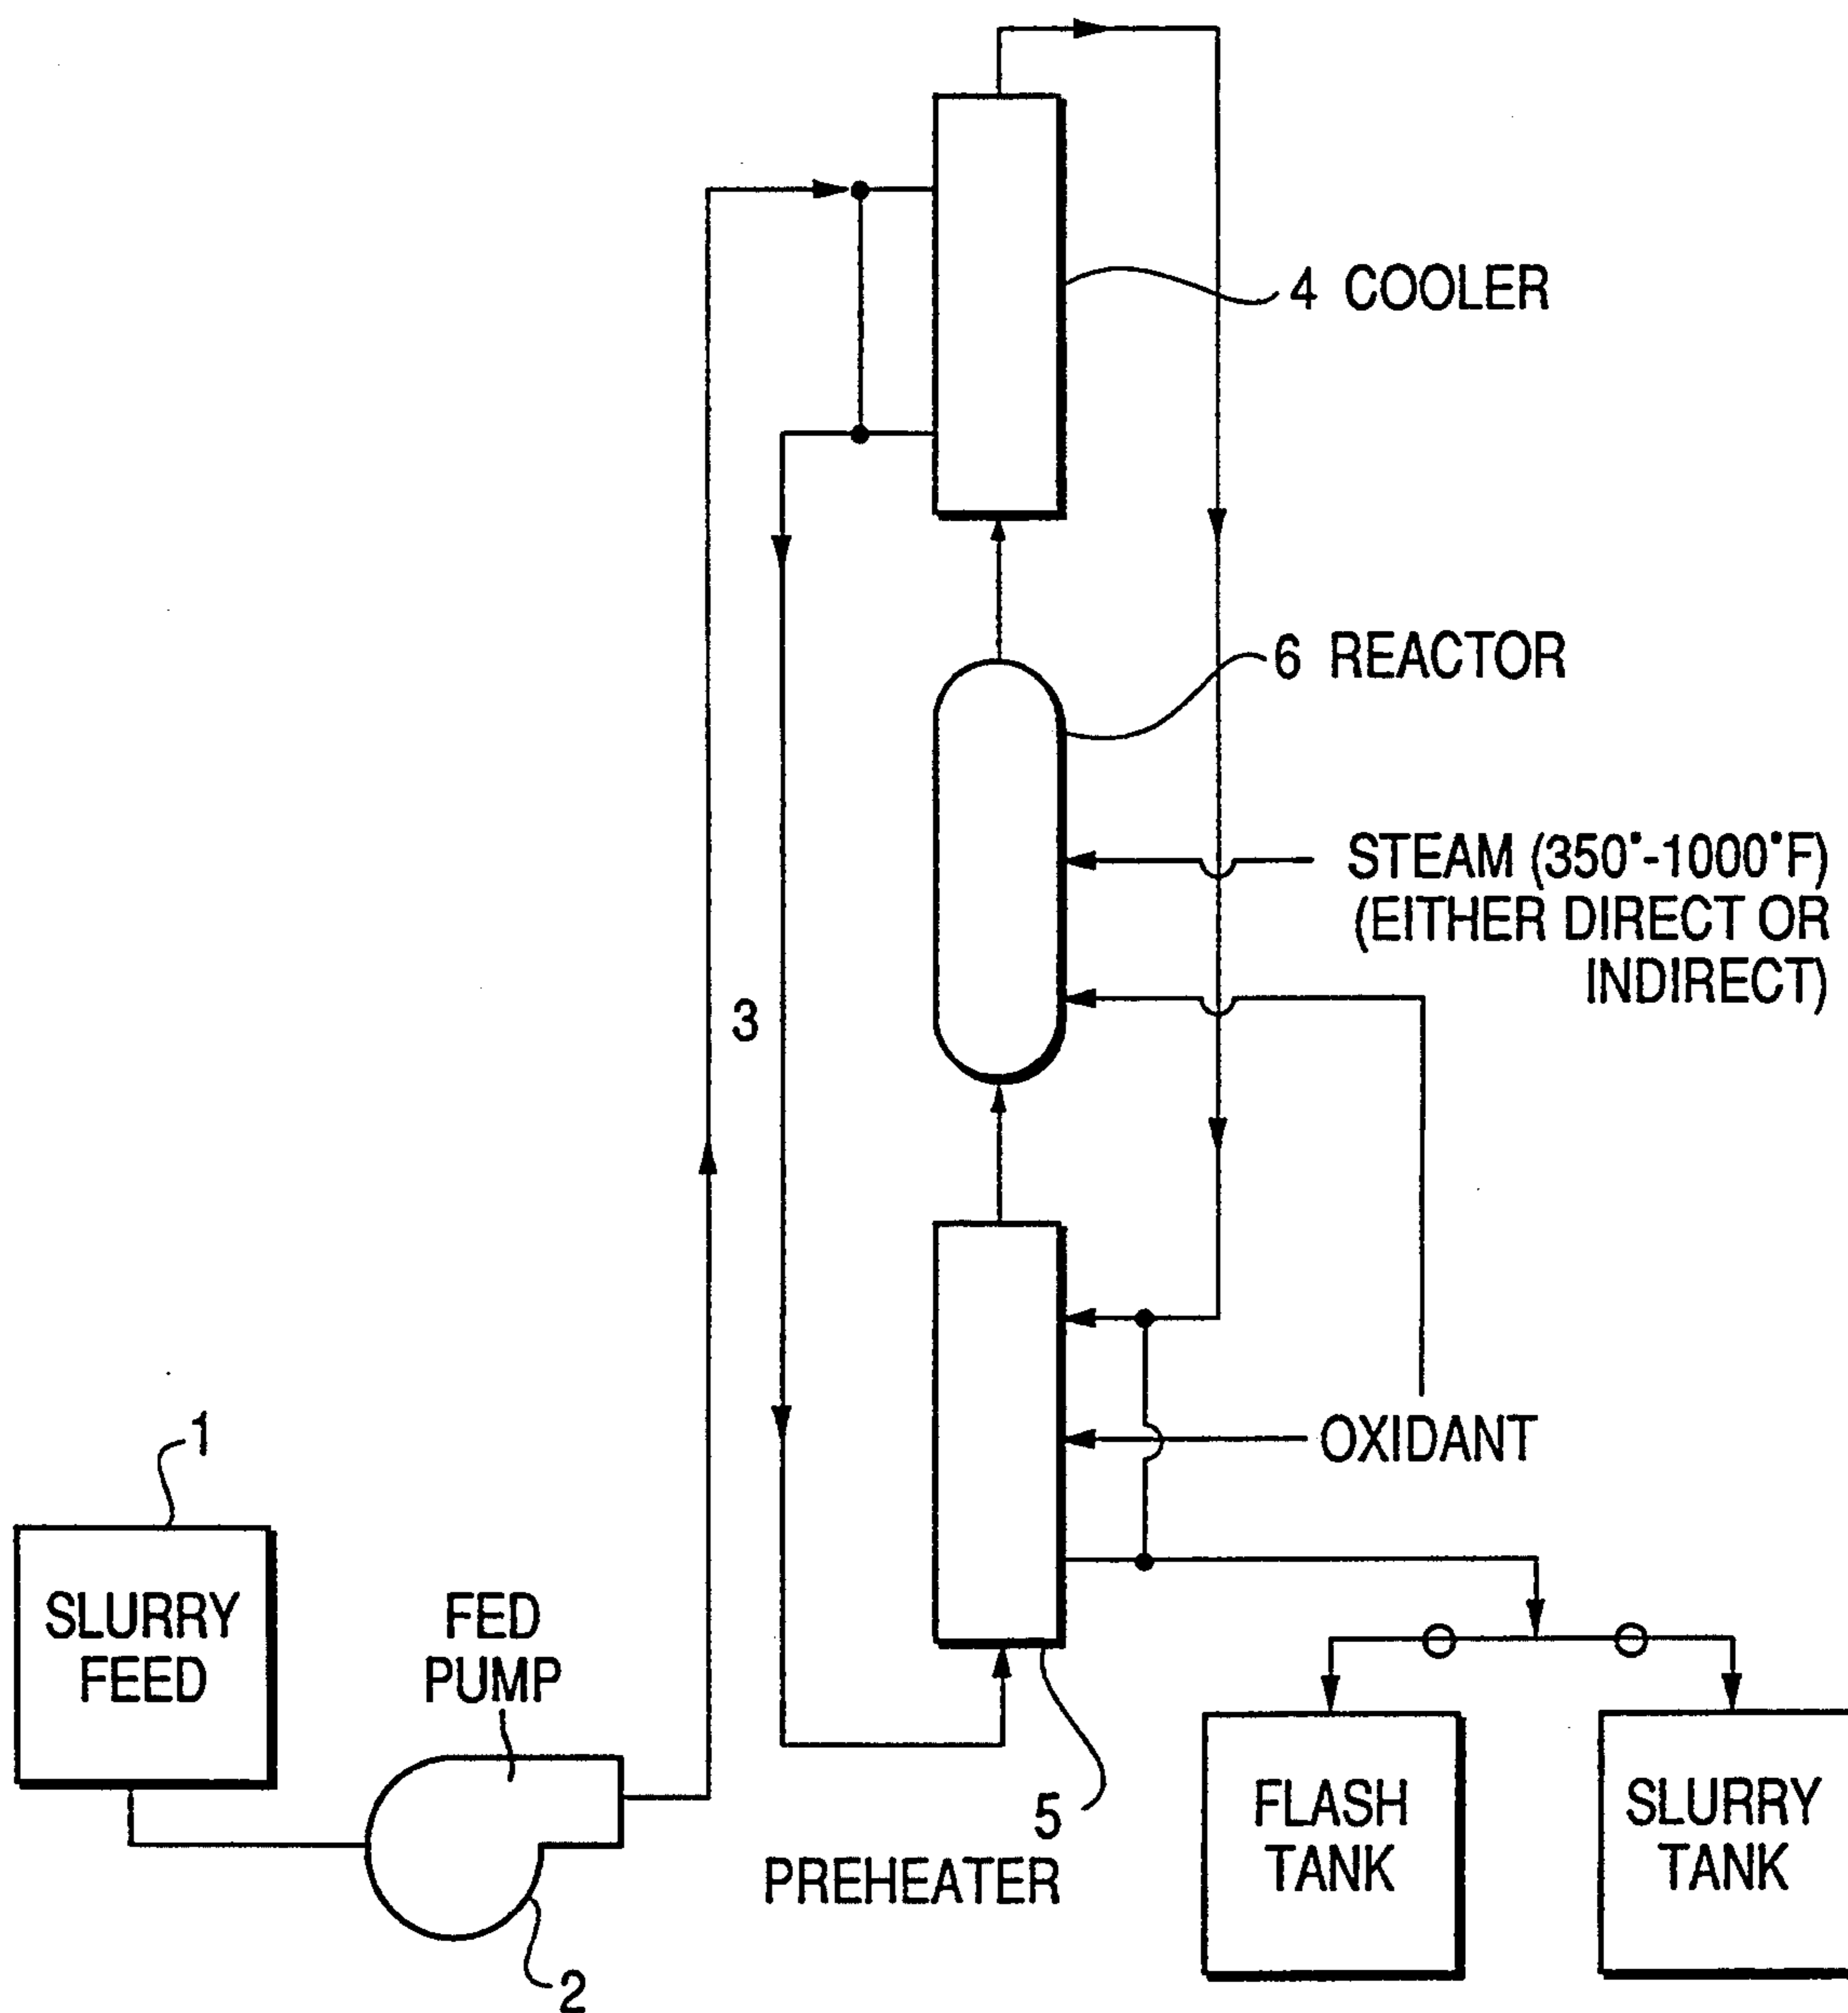 4 COOLER
6 REACTOR
STEAM (350°-1000°F)
(EITHER DIRECT OR
INDIRECT)
3
OXIDANT
1
SLURRY
FEED
FED
PUMP
2
5
PREHEATER
FLASH
TANK
SLURRY
TANK